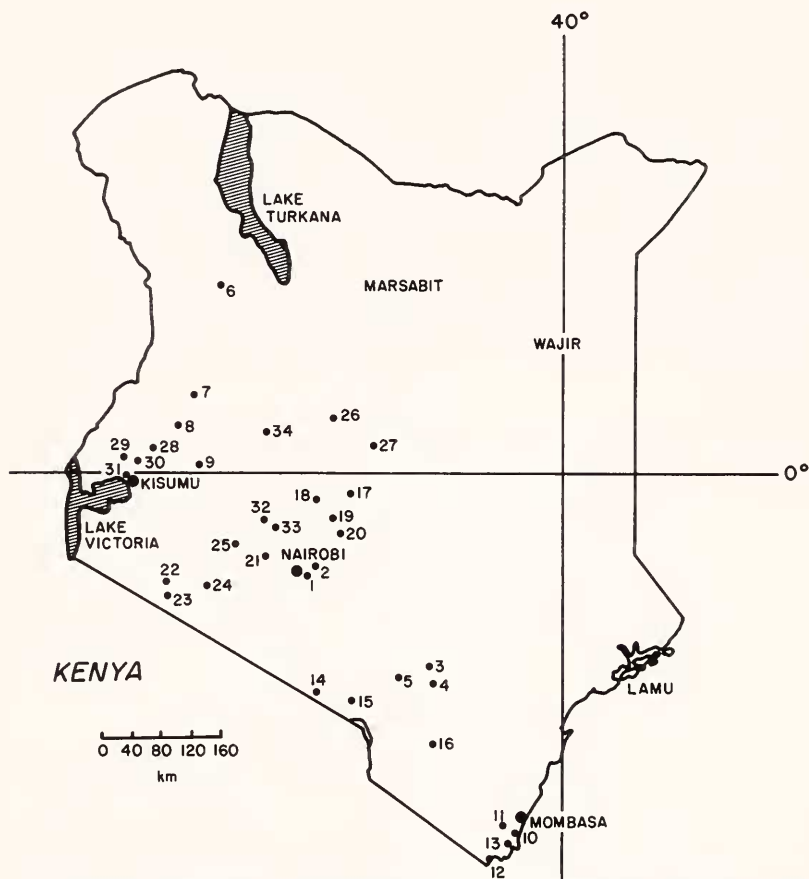 40°
LAKE
TURKANA
MARSABIT
6
WAJIR
7
26
8
34
27
29
28
30
9
31
0°
KISUMU
17
18
LAKE
VICTORIA
32
19
33
20
25
NAIROBI
21
2
22
24
1
23
3
KENYA
5
4
LAMU
14
15
0 40 80 120 160
km
16
11
MOMBASA
10
13
12